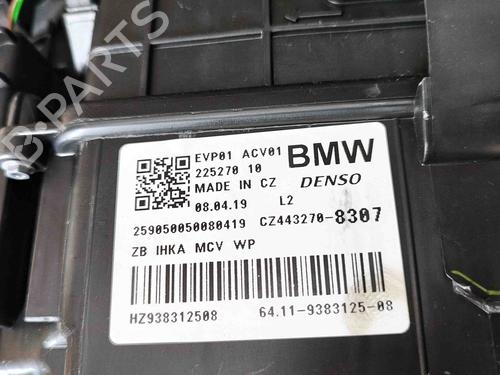 EVP01 ACV01 BMW
225270 10
MADE IN CZ DENSO
08.04.19 L2
259050050080419 CZ443270-8307
ZB IHKA MCV WP
HZ938312508 64.11-9383125-08
B-PARTS